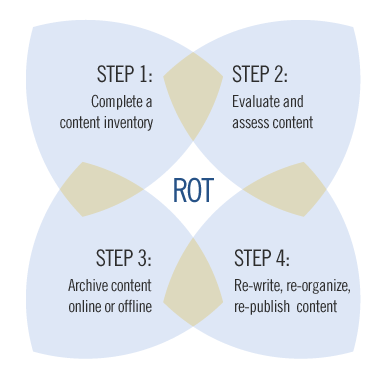 STEP 1:
Complete a
content inventory
STEP 2:
Evaluate and
assess content
ROT
STEP 3:
Archive content
online or offline
STEP 4:
Re-write, re-organize,
re-publish content